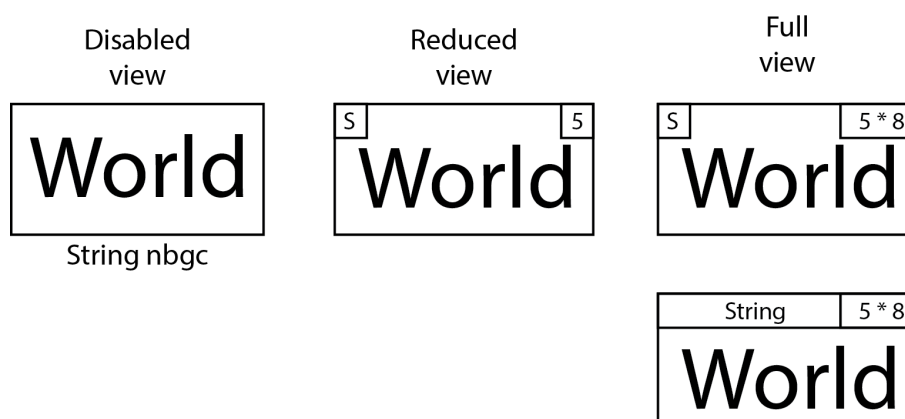 Disabled
view
Reduced
view
Full
view
World
String nbgc
S
5
World
S
5 * 8
World
String
5 * 8
World